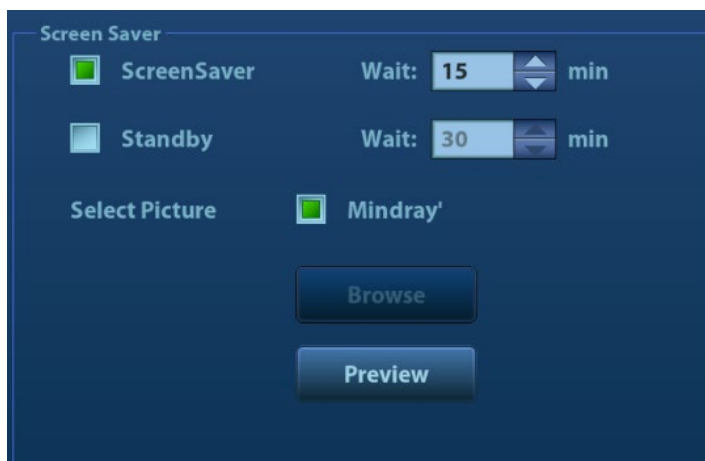 Screen Saver
ScreenSaver Wait: 15 min
Standby Wait: 30 min
Select Picture Mindray'
Browse
Preview